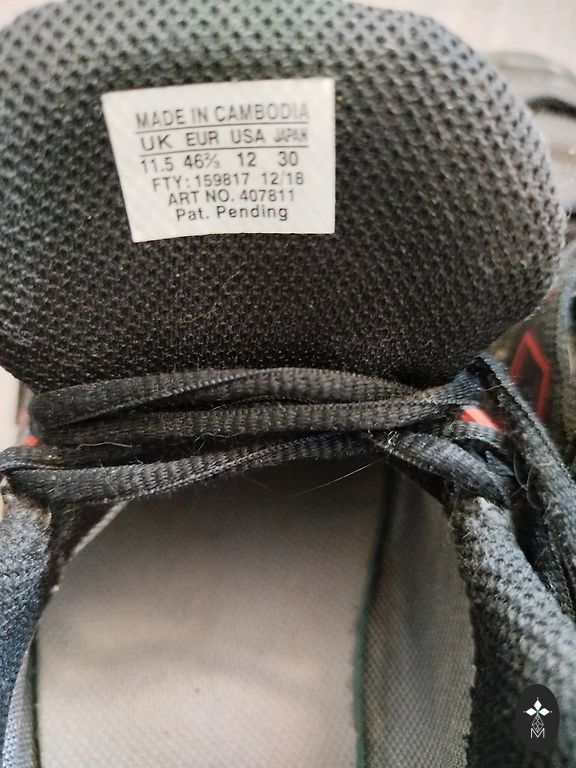 MADE IN CAMBODIA
UK EUR USA JAPAN
11.5 46⅔ 12 30
FTY: 159817 12/18
ART NO. 407811
Pat. Pending
M